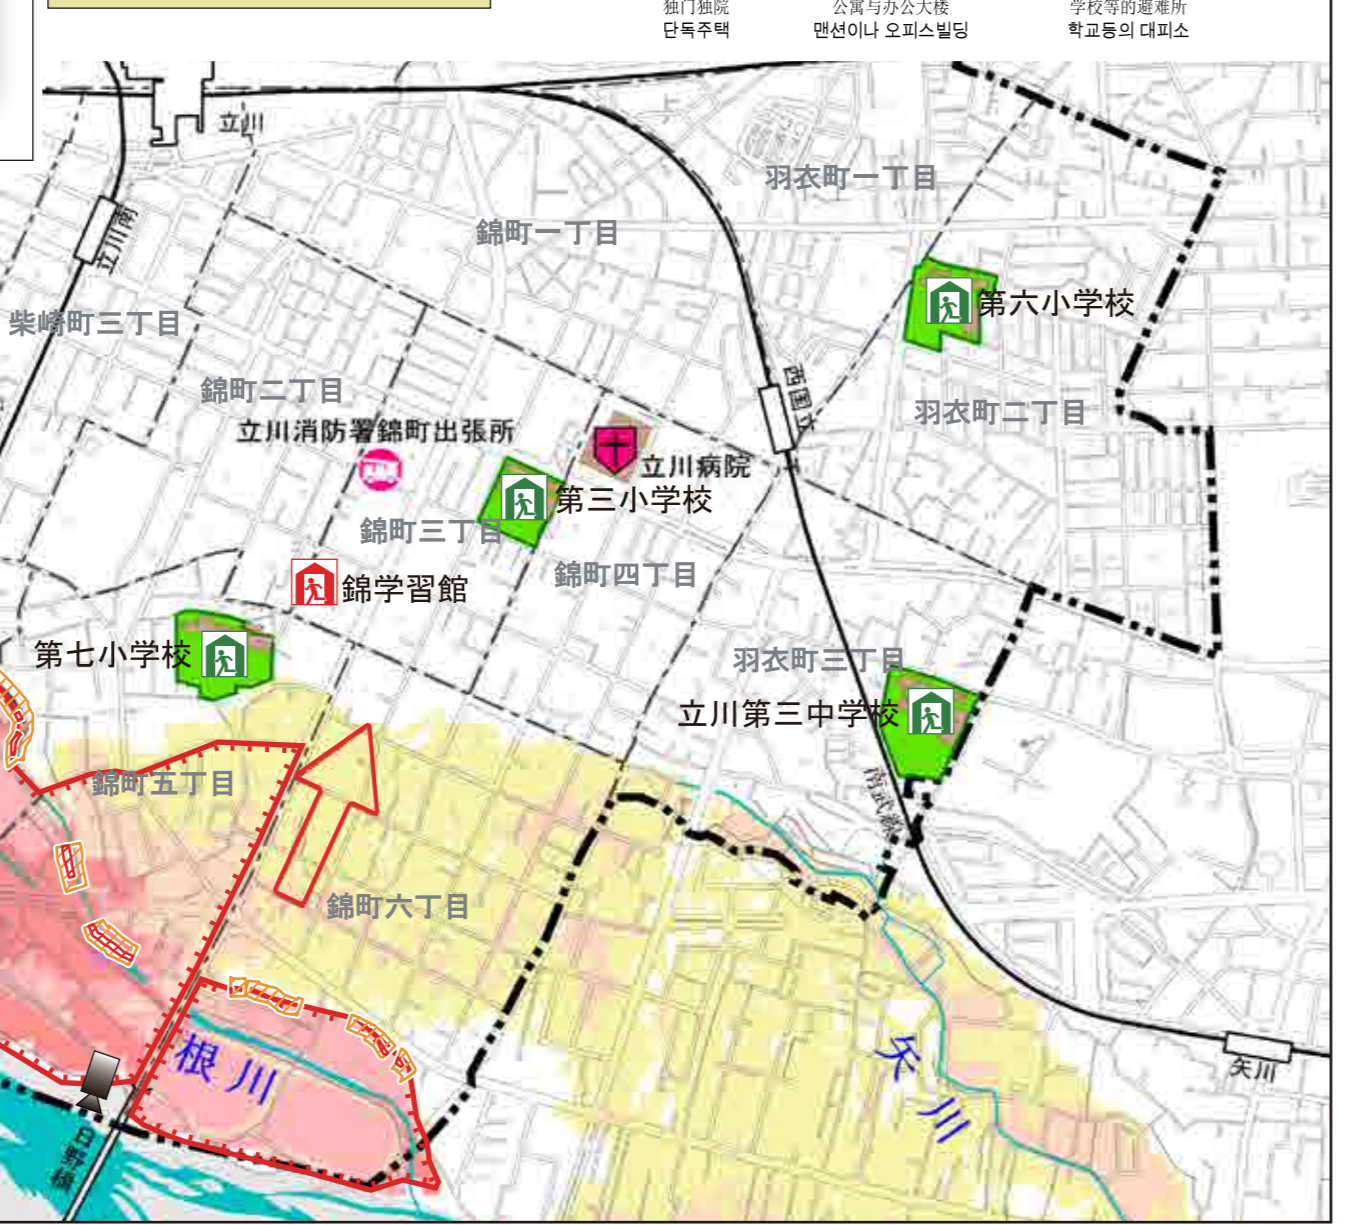 独门独院
单독주택
公寓与办公大楼
맨션이나 오피스빌딩
学校等的避难所
학교등의 대피소
立川
羽衣町一丁目
錦町一丁目
立川南
第六小学校
柴崎町三丁目
西国立
錦町二丁目
羽衣町二丁目
立川消防署錦町出張所
立川病院
第三小学校
錦町三丁目
錦町四丁目
錦学習館
第七小学校
羽衣町三丁目
立川第三中学校
錦町五丁目
南武線
錦町六丁目
根川
矢川
矢川
日野橋